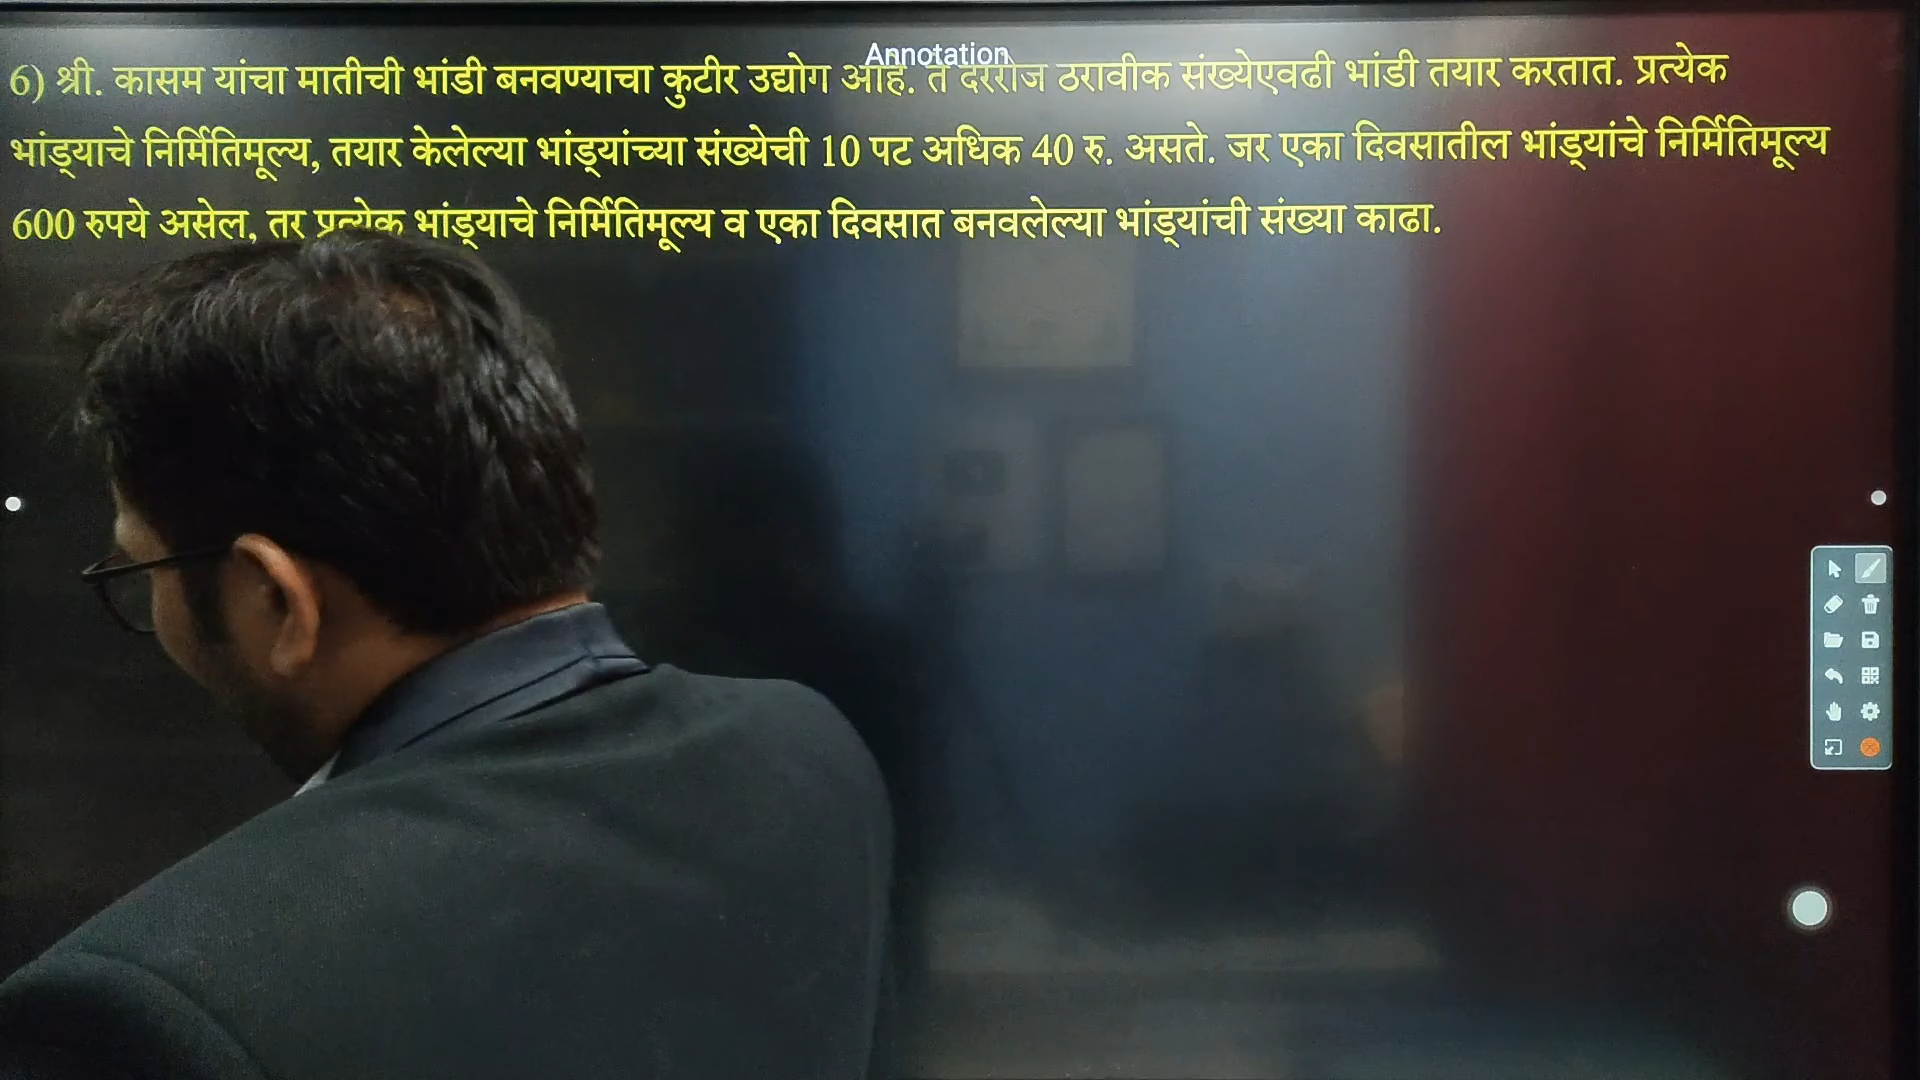 Annotation
6) श्री. कासम यांचा मातीची भांडी बनवण्याचा कुटीर उद्योग आहे. ते दररोज ठरावीक संख्येएवढी भांडी तयार करतात. प्रत्येक
भांड्याचे निर्मितिमूल्य, तयार केलेल्या भांड्यांच्या संख्येची 10 पट अधिक 40 रु. असते. जर एका दिवसातील भांड्यांचे निर्मितिमूल्य
600 रुपये असेल, तर प्रत्येक भांड्याचे निर्मितिमूल्य व एका दिवसात बनवलेल्या भांड्यांची संख्या काढा.